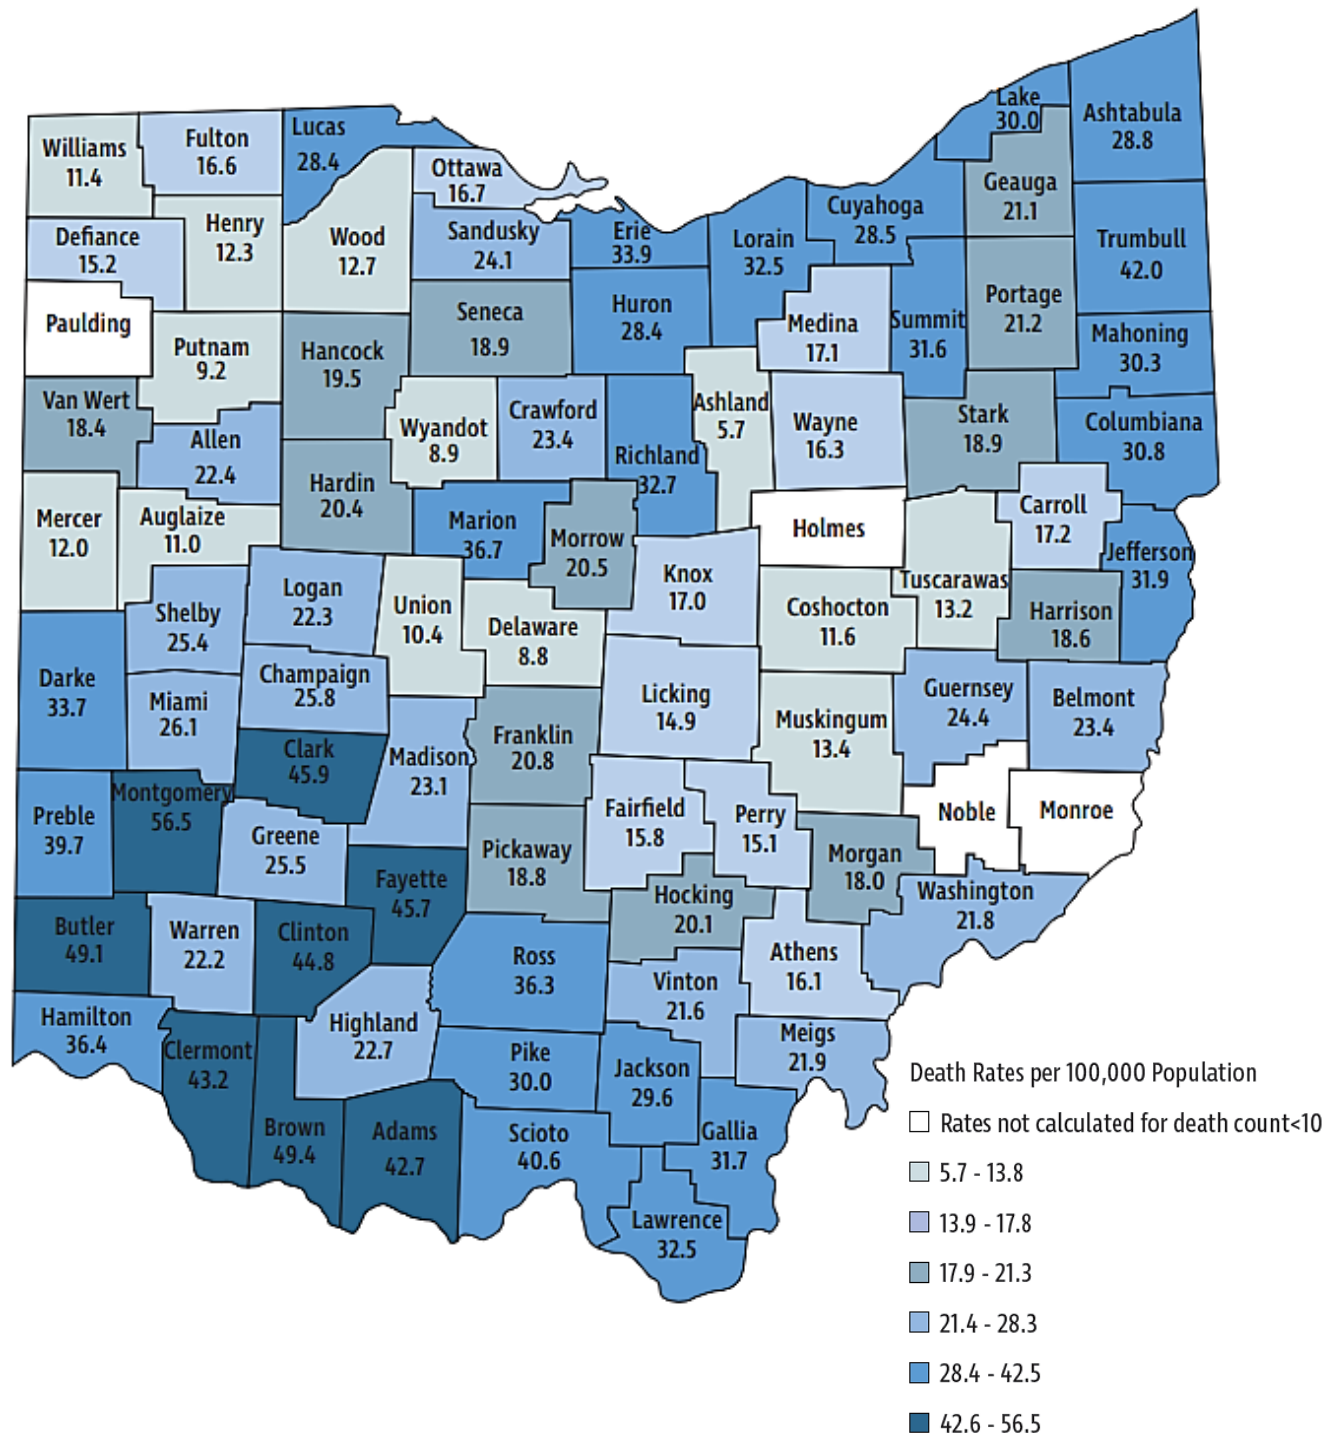 Lake
30.0
Ashtabula
28.8
Williams
11.4
Fulton
16.6
Lucas
28.4
Ottawa
16.7
Geauga
21.1
Defiance
15.2
Henry
12.3
Wood
12.7
Sandusky
24.1
Erie
33.9
Lorain
32.5
Cuyahoga
28.5
Trumbull
42.0
Paulding
Putnam
9.2
Hancock
19.5
Seneca
18.9
Huron
28.4
Medina
17.1
Summit
31.6
Portage
21.2
Mahoning
30.3
Van Wert
18.4
Allen
22.4
Wyandot
8.9
Crawford
23.4
Richland
32.7
Ashland
5.7
Wayne
16.3
Stark
18.9
Columbiana
30.8
Mercer
12.0
Auglaize
11.0
Hardin
20.4
Marion
36.7
Morrow
20.5
Holmes
Carroll
17.2
Jefferson
31.9
Shelby
25.4
Logan
22.3
Union
10.4
Delaware
8.8
Knox
17.0
Coshocton
11.6
Tuscarawas
13.2
Harrison
18.6
Darke
33.7
Miami
26.1
Champaign
25.8
Licking
14.9
Muskingum
13.4
Guernsey
24.4
Belmont
23.4
Clark
45.9
Madison
23.1
Franklin
20.8
Preble
39.7
Montgomery
56.5
Greene
25.5
Fairfield
15.8
Perry
15.1
Noble
Monroe
Fayette
45.7
Pickaway
18.8
Hocking
20.1
Morgan
18.0
Washington
21.8
Butler
49.1
Warren
22.2
Clinton
44.8
Ross
36.3
Athens
16.1
Vinton
21.6
Hamilton
36.4
Clermont
43.2
Highland
22.7
Pike
30.0
Jackson
29.6
Meigs
21.9
Brown
49.4
Adams
42.7
Scioto
40.6
Gallia
31.7
Lawrence
32.5
Death Rates per 100,000 Population
Rates not calculated for death count<10
5.7 - 13.8
13.9 - 17.8
17.9 - 21.3
21.4 - 28.3
28.4 - 42.5
42.6 - 56.5